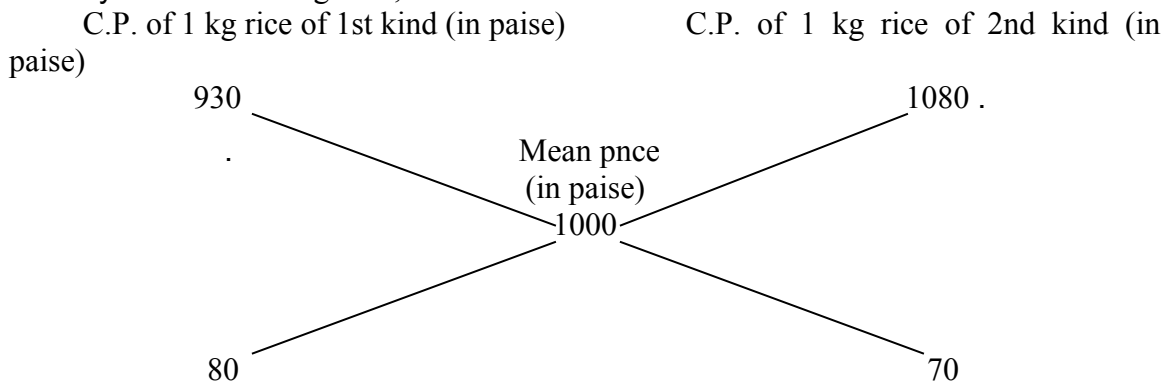 C.P. of 1 kg rice of 1st kind (in paise) C.P. of 1 kg rice of 2nd kind (in
paise)
930 1080 .
. Mean pnce
(in paise)
1000
80 70